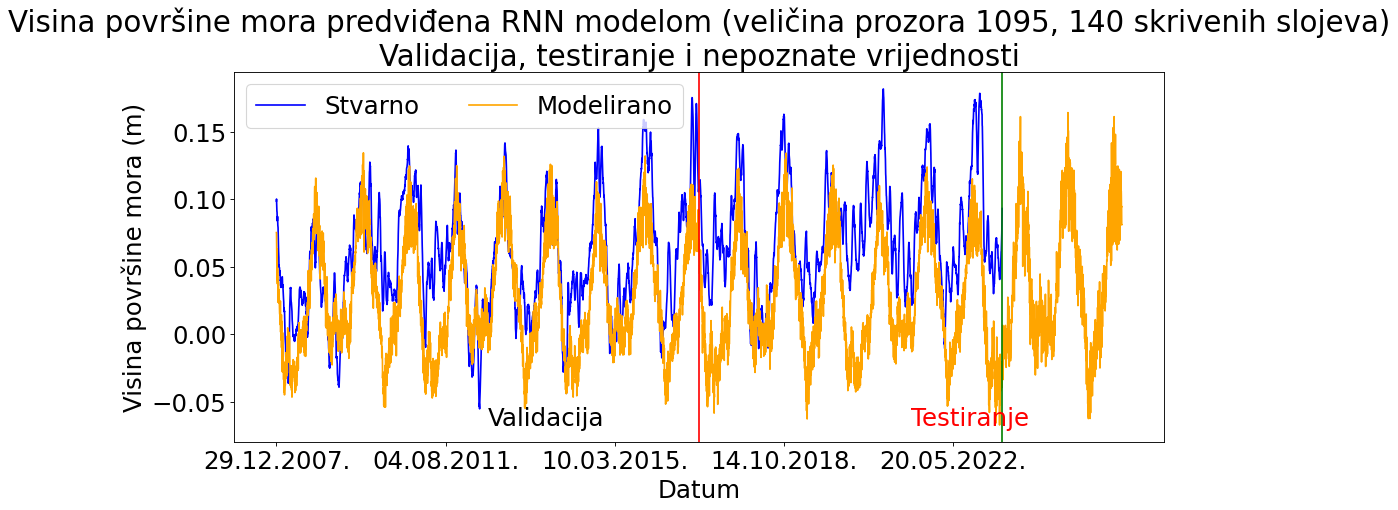 Visina površine mora predviđena RNN modelom (veličina prozora 1095, 140 skrivenih slojeva)
Validacija, testiranje i nepoznate vrijednosti
Stvarno Modelirano
Visina površine mora (m)
0.15
0.10
0.05
0.00
−0.05
Validacija Testiranje
29.12.2007. 04.08.2011. 10.03.2015. 14.10.2018. 20.05.2022.
Datum